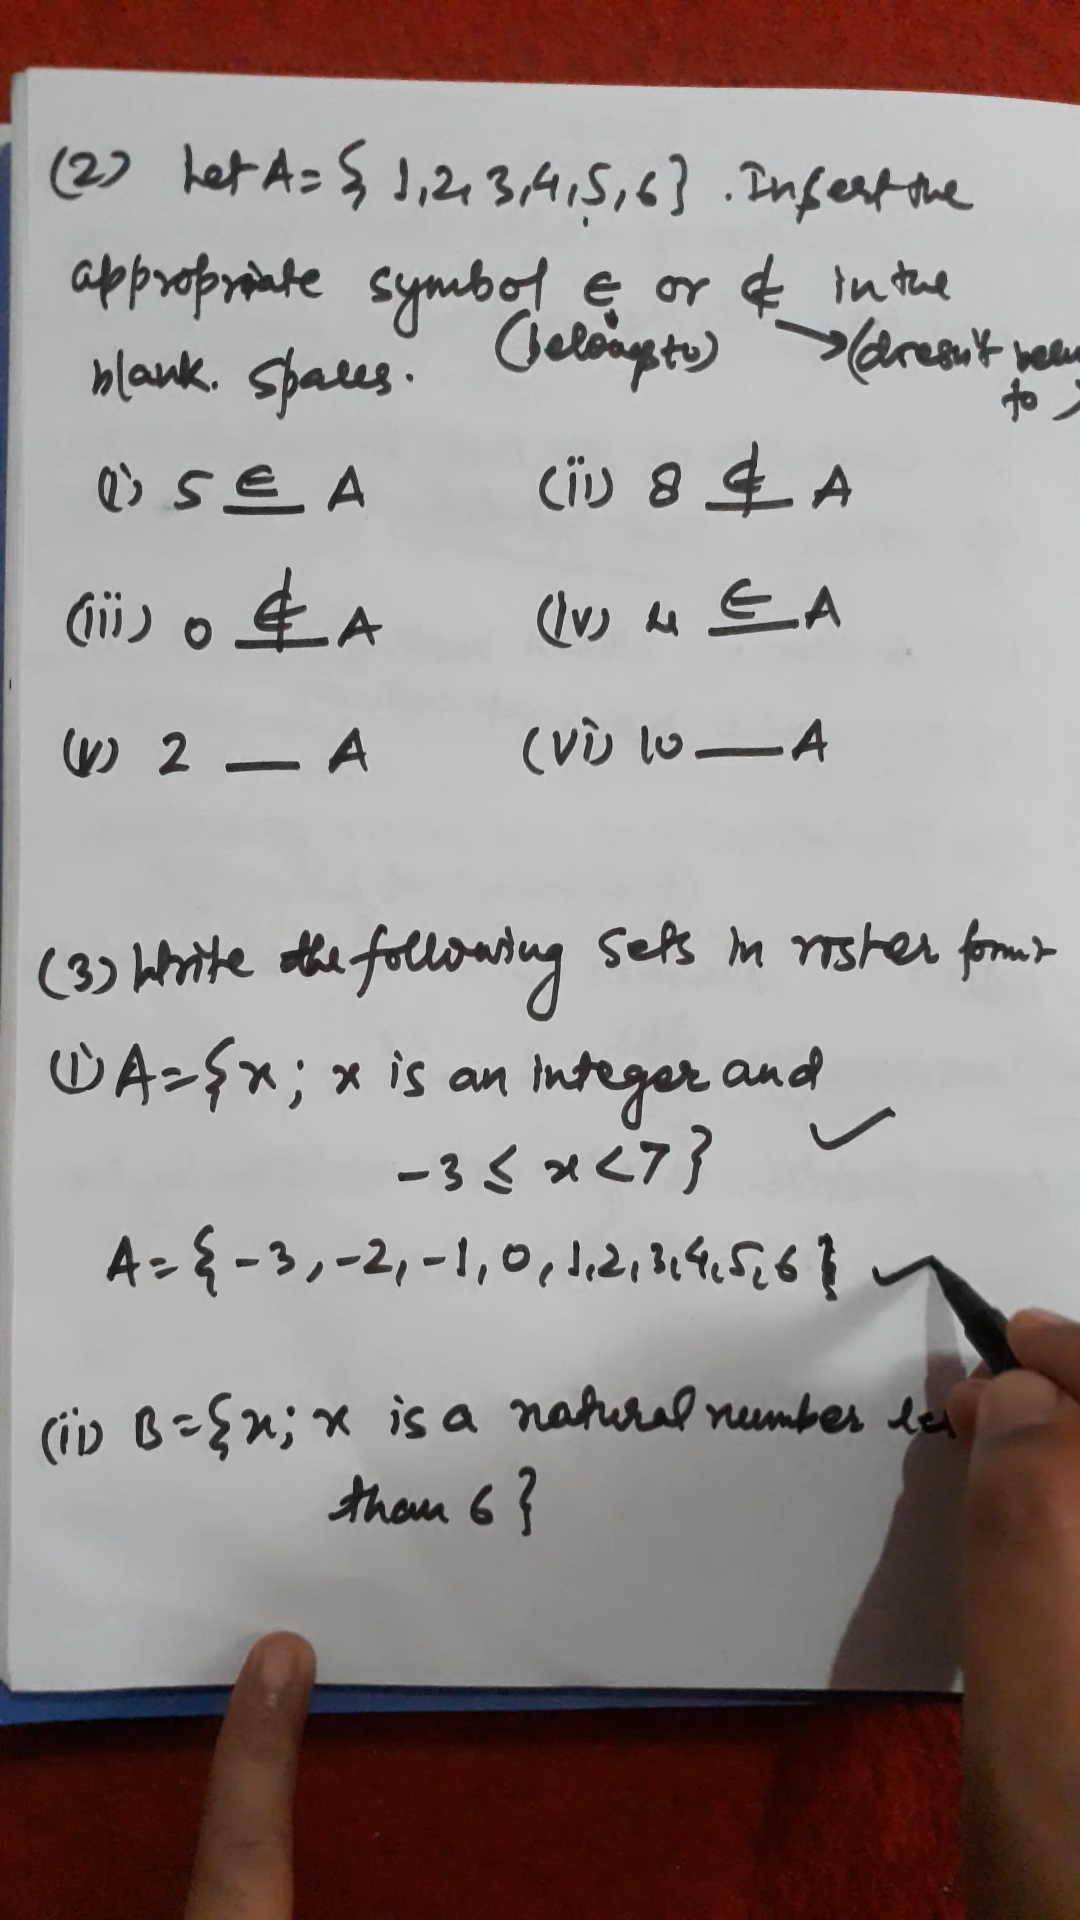 (2) Let A = { 1, 2, 3, 4, 5, 6 } . Insert the
appropriate symbol ∈ or ∉ in the
(belongs to) (doesn't
blank. spaces.
to )
(i) 5 ∈ A (ii) 8 ∉ A
(iii) 0 ∉ A (iv) 4 ∈ A
(v) 2 __ A (vi) 10 __ A
(3) Write the following sets in roster form :-
(i) A = { x ; x is an integer and
-3 ≤ x < 7 }
A = { -3, -2, -1, 0, 1, 2, 3, 4, 5, 6 }
(ii) B = { x ; x is a natural number
than 6 }